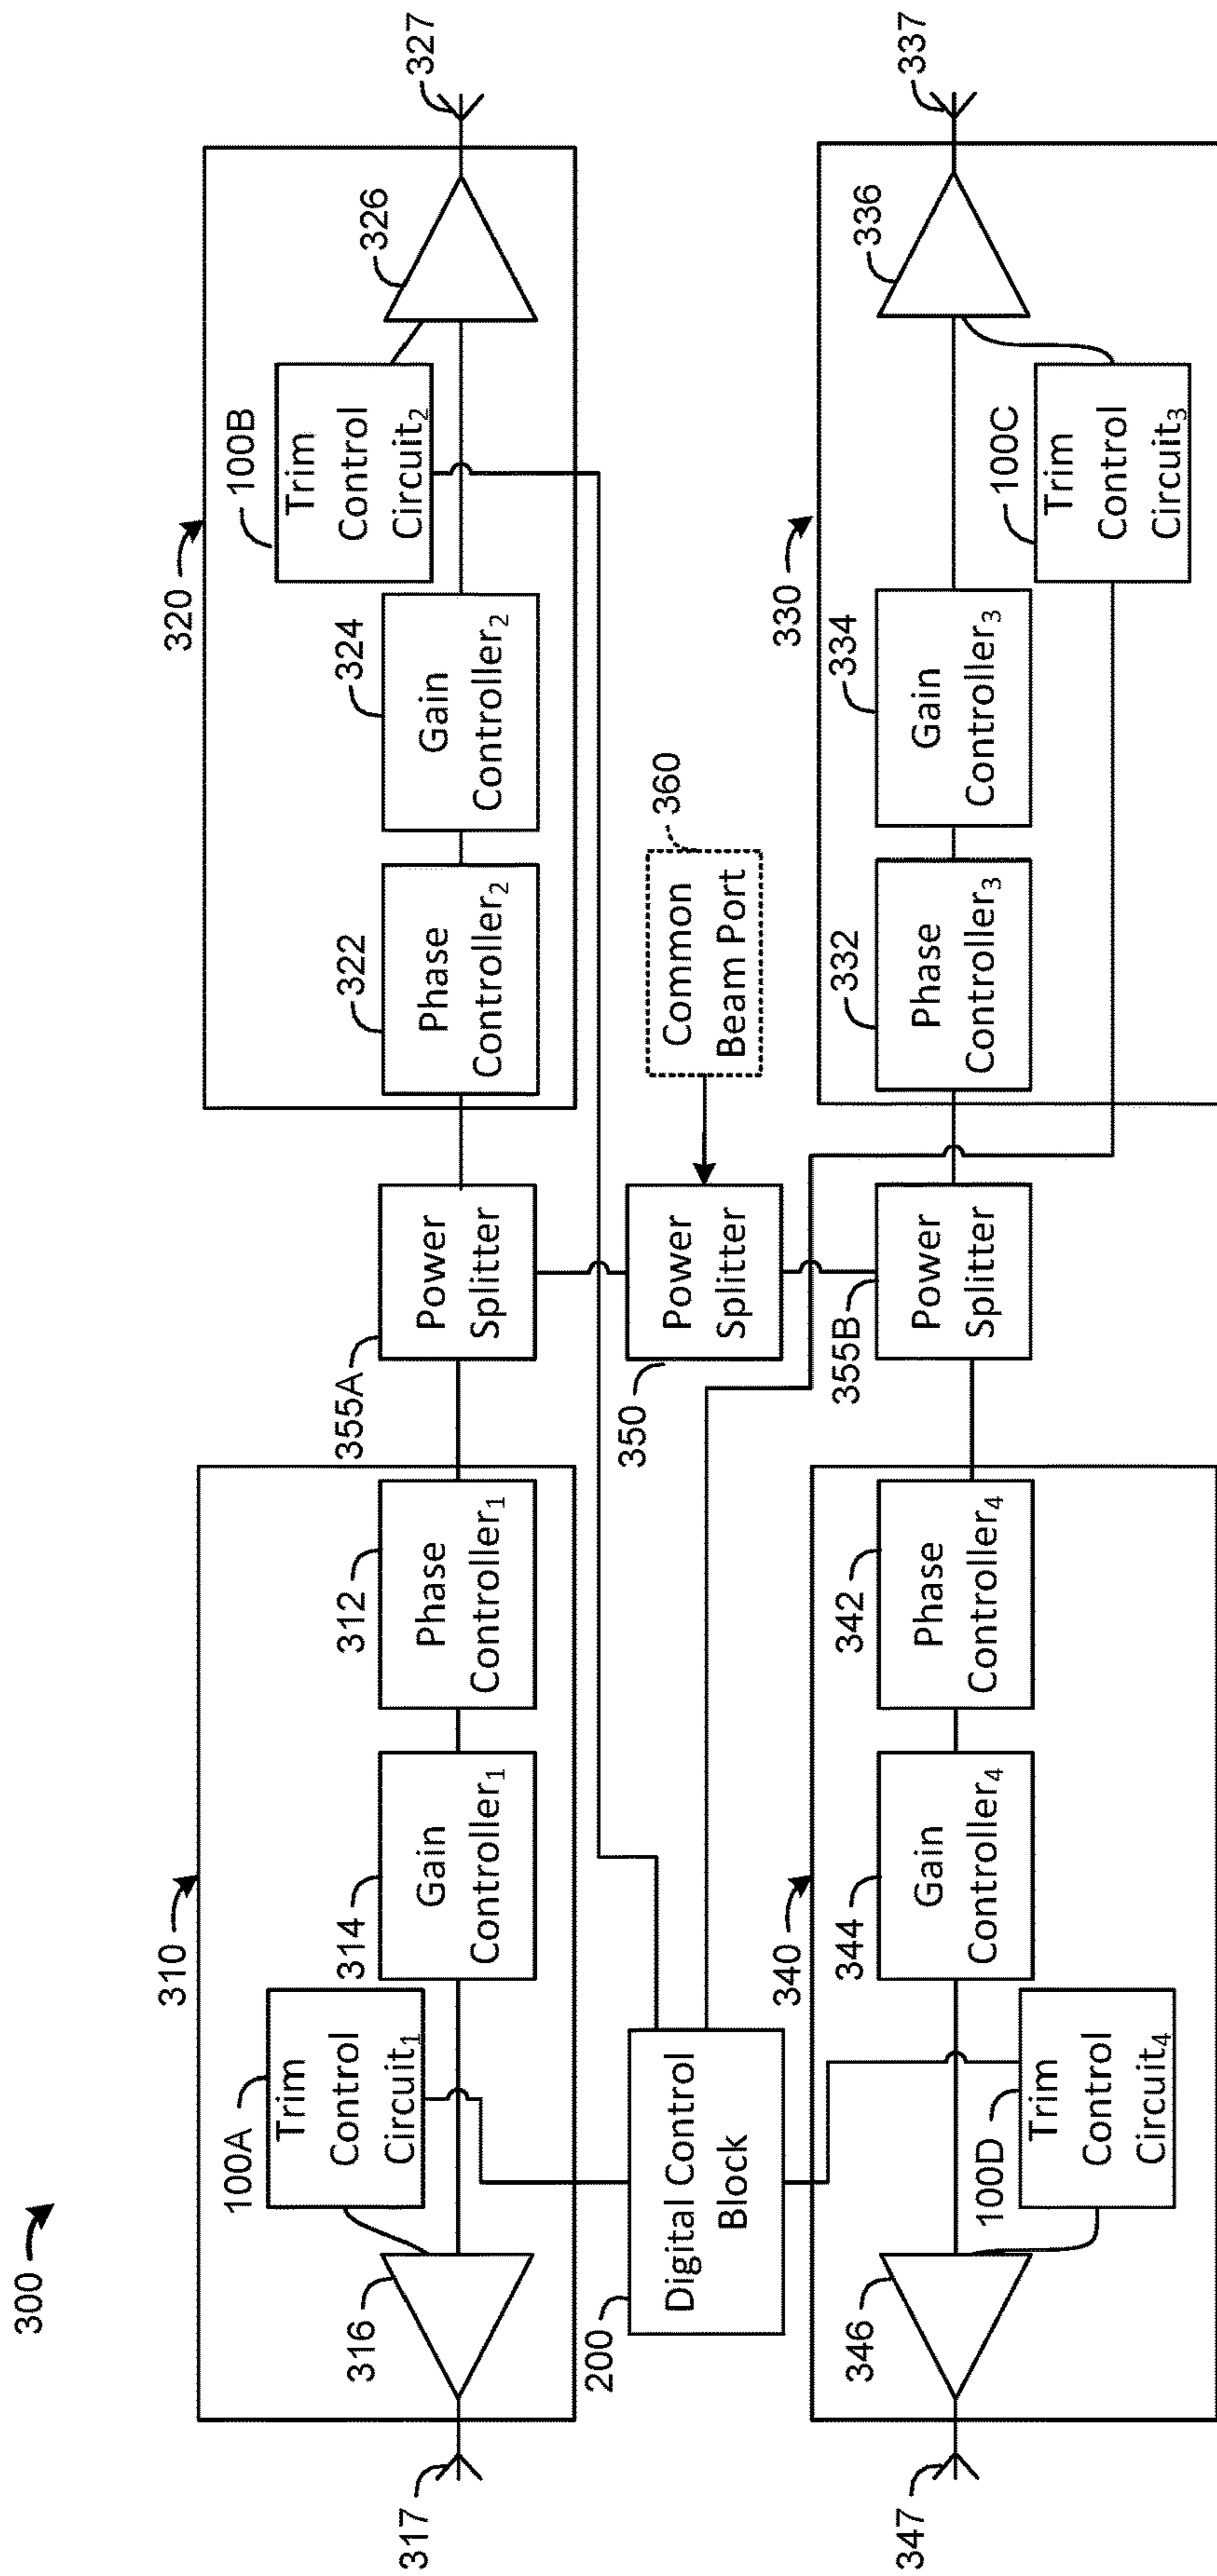 300
310
320
100A
Trim
Control
Circuit₁
316
317
314
Gain
Controller₁
312
Phase
Controller₁
355A
Power
Splitter
322
Phase
Controller₂
324
Gain
Controller₂
100B
Trim
Control
Circuit₂
326
327
200
Digital Control
Block
350
Power
Splitter
360
Common
Beam Port
340
330
346
347
100D
Trim
Control
Circuit₄
344
Gain
Controller₄
342
Phase
Controller₄
355B
Power
Splitter
332
Phase
Controller₃
334
Gain
Controller₃
100C
Trim
Control
Circuit₃
336
337